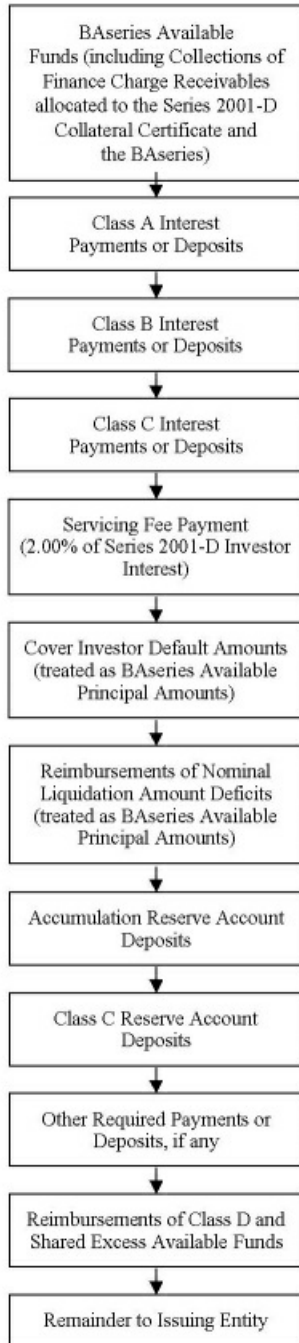 BAseries Available
Funds (including Collections of
Finance Charge Receivables
allocated to the Series 2001-D
Collateral Certificate and
the BAseries)
Class A Interest
Payments or Deposits
Class B Interest
Payments or Deposits
Class C Interest
Payments or Deposits
Servicing Fee Payment
(2.00% of Series 2001-D Investor
Interest)
Cover Investor Default Amounts
(treated as BAseries Available
Principal Amounts)
Reimbursements of Nominal
Liquidation Amount Deficits
(treated as BAseries Available
Principal Amounts)
Accumulation Reserve Account
Deposits
Class C Reserve Account
Deposits
Other Required Payments or
Deposits, if any
Reimbursements of Class D and
Shared Excess Available Funds
Remainder to Issuing Entity